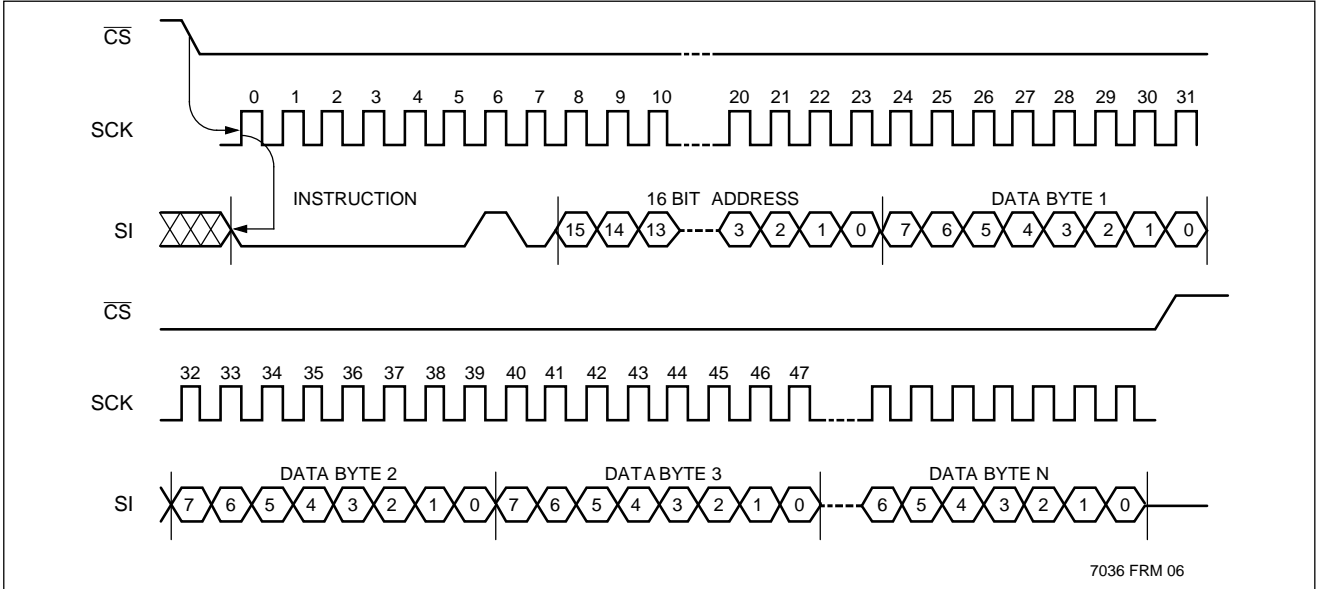 CS
0 1 2 3 4 5 6 7 8 9 10 20 21 22 23 24 25 26 27 28 29 30 31
SCK
INSTRUCTION 16 BIT ADDRESS DATA BYTE 1
SI 15 14 13 3 2 1 0 7 6 5 4 3 2 1 0
CS
32 33 34 35 36 37 38 39 40 41 42 43 44 45 46 47
SCK
DATA BYTE 2 DATA BYTE 3 DATA BYTE N
SI 7 6 5 4 3 2 1 0 7 6 5 4 3 2 1 0 6 5 4 3 2 1 0
7036 FRM 06